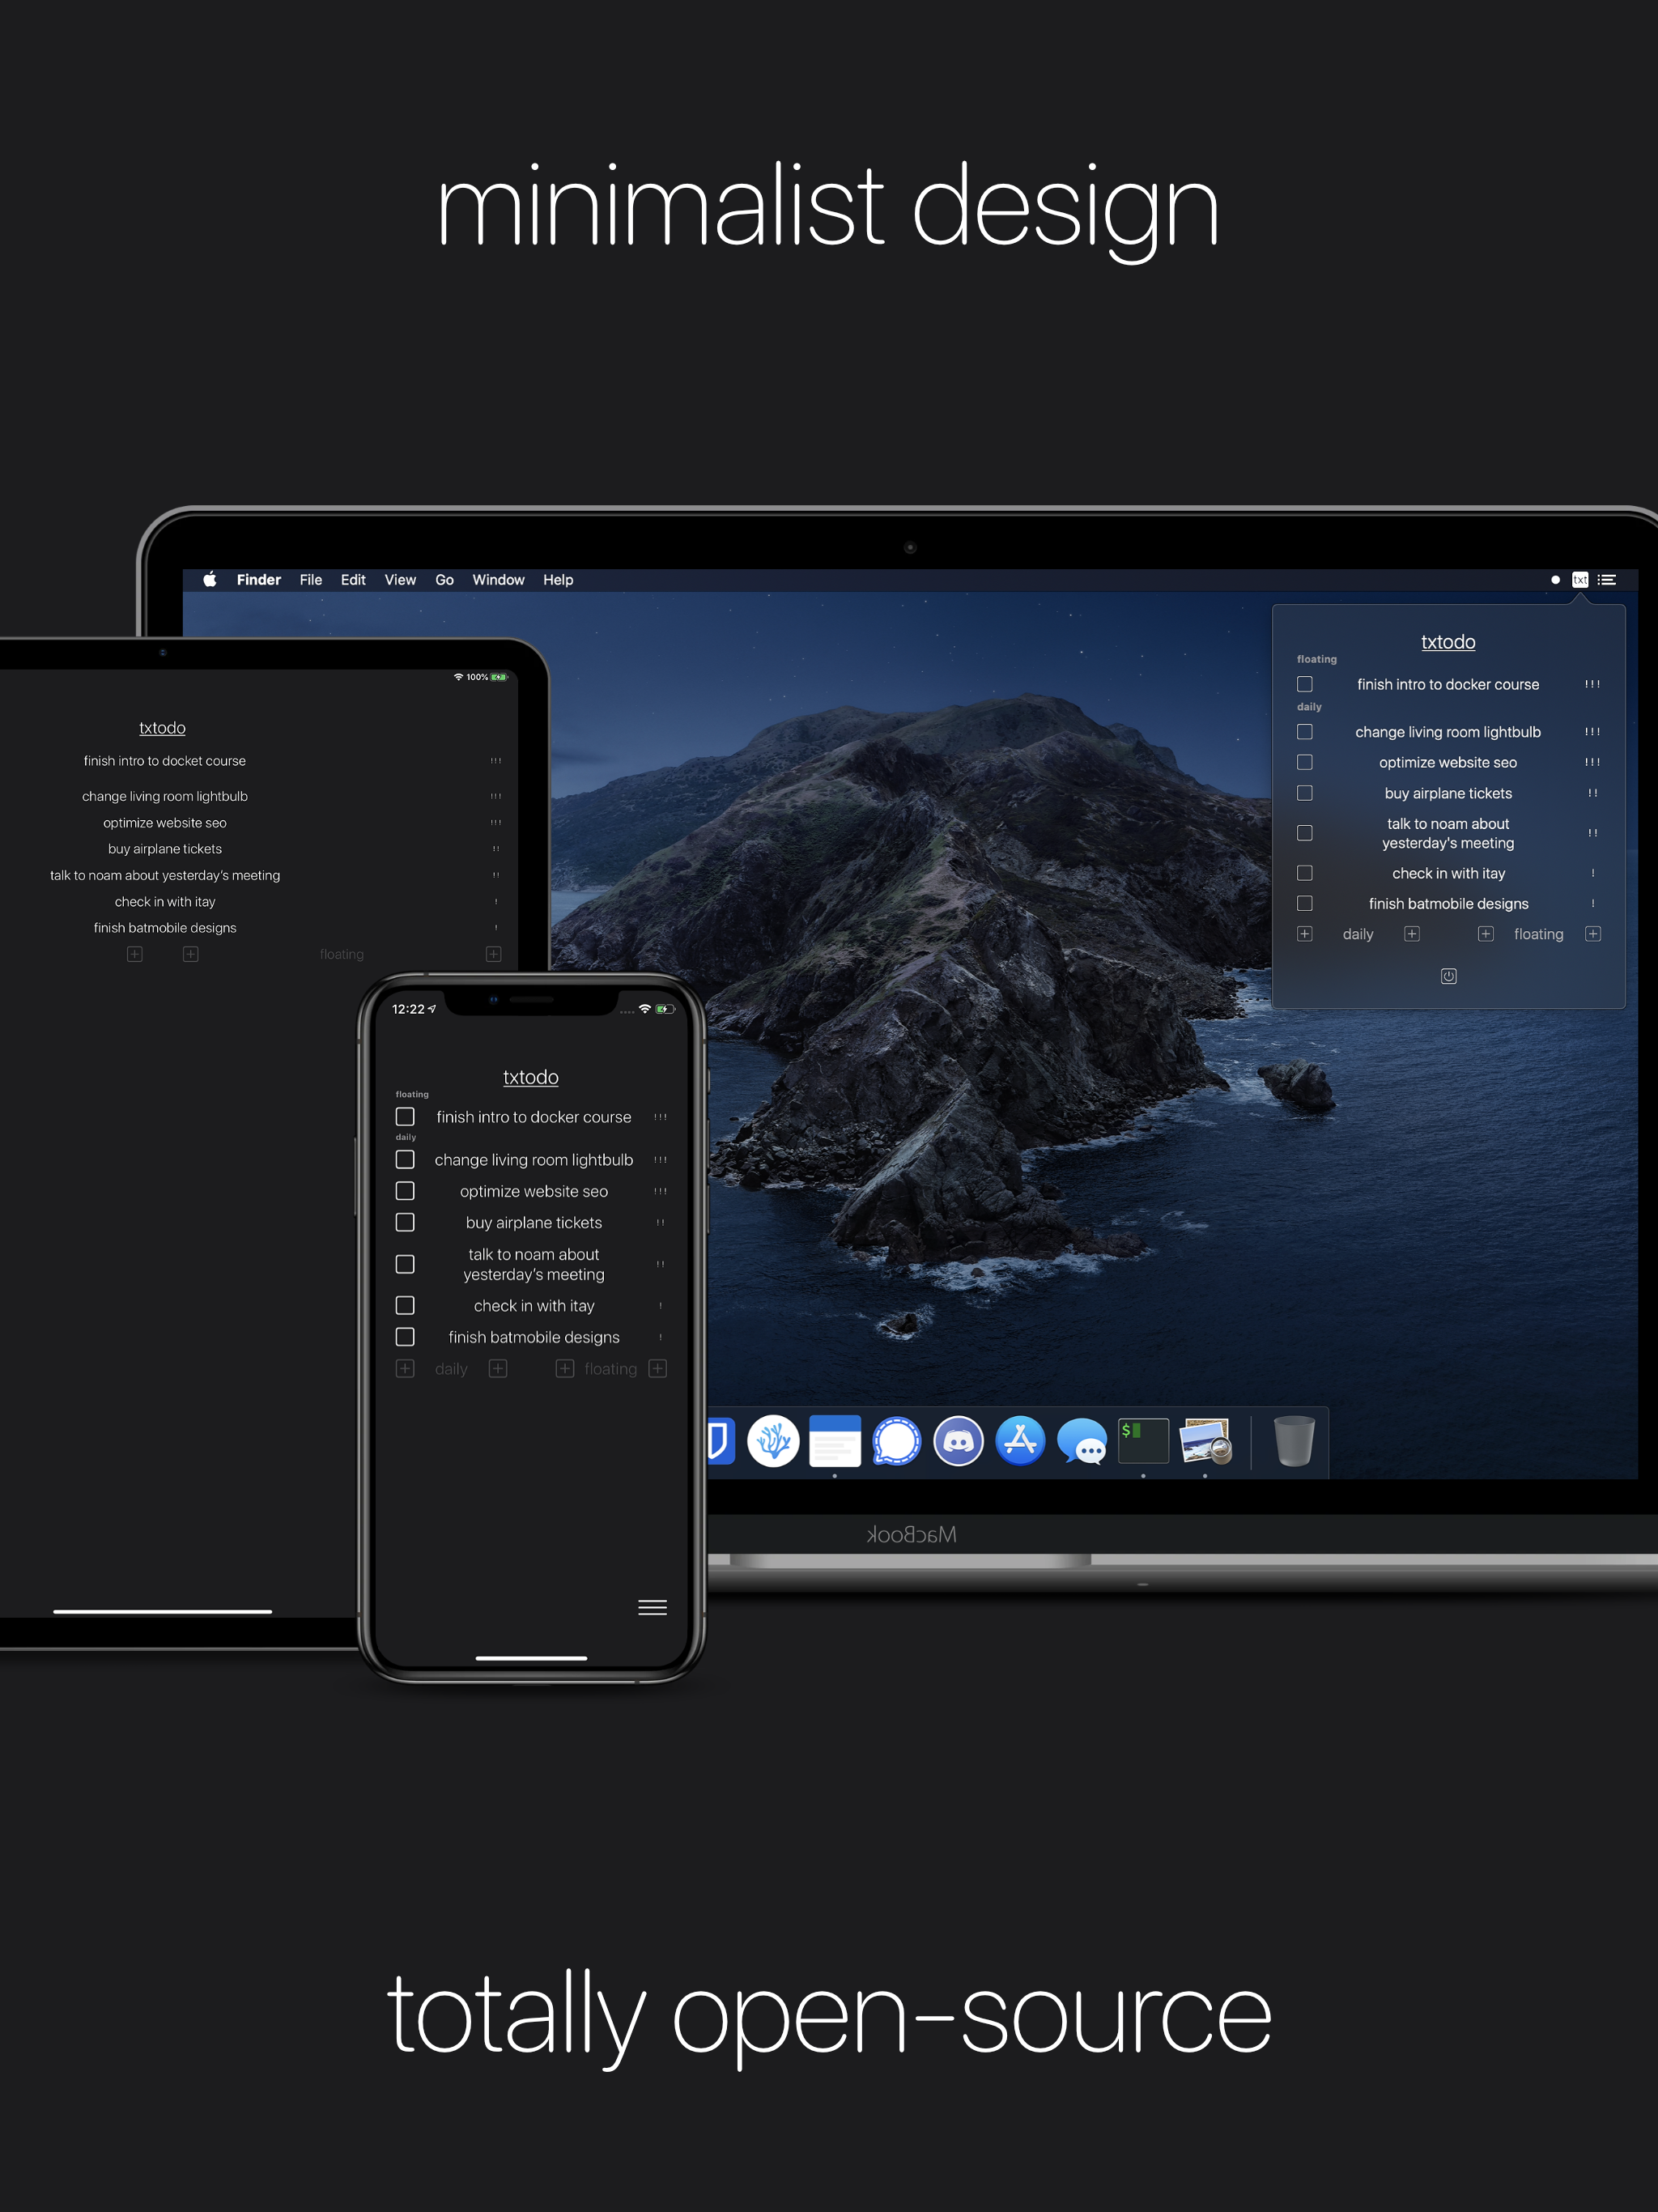 minimalist design
Finder File Edit View Go Window Help
txt
100%
txtodo
finish intro to docket course
!!!
change living room lightbulb
!!!
optimize website seo
!!!
buy airplane tickets
!!
talk to noam about yesterday's meeting
!!
check in with itay
!
finish batmobile designs
!
floating
txtodo
floating
finish intro to docker course
!!!
daily
change living room lightbulb
!!!
optimize website seo
!!!
buy airplane tickets
!!
talk to noam about
yesterday's meeting
!!
check in with itay
!
finish batmobile designs
!
daily
floating
12:22
txtodo
floating
finish intro to docker course
!!!
daily
change living room lightbulb
!!!
optimize website seo
!!!
buy airplane tickets
!!
talk to noam about
yesterday's meeting
!!
check in with itay
!
finish batmobile designs
!
daily
floating
$
MacBook
totally open-source